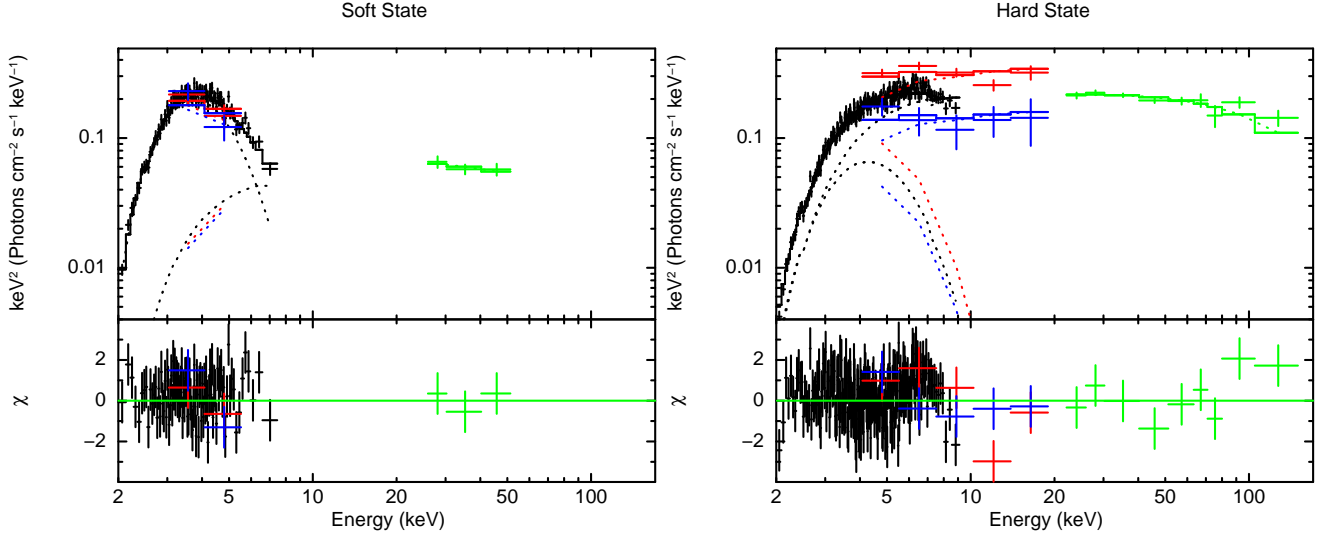 Soft State
keV² (Photons cm⁻² s⁻¹ keV⁻¹)
0.1
0.01
χ
2
0
−2
2
5
10
20
50
100
Energy (keV)
Hard State
keV² (Photons cm⁻² s⁻¹ keV⁻¹)
0.1
0.01
χ
2
0
−2
2
5
10
20
50
100
Energy (keV)